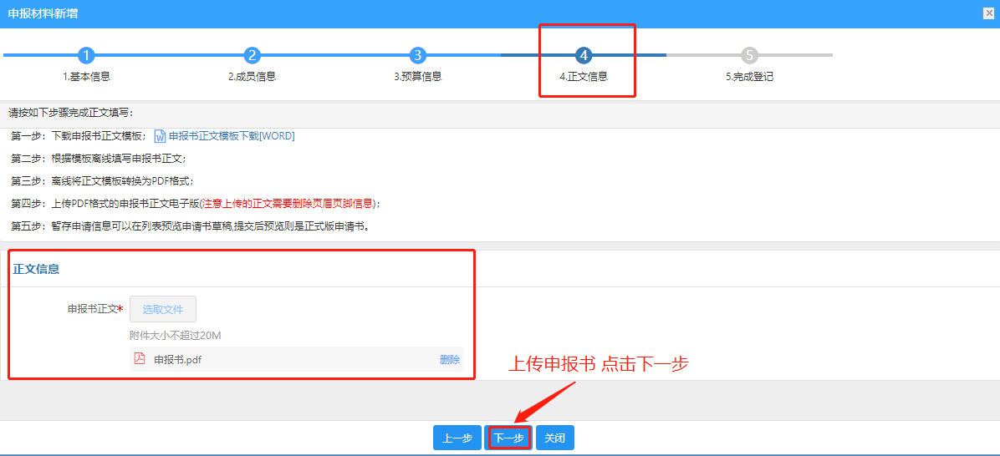 申报材料新增
1 2 3 4 5
1.基本信息 2.成员信息 3.预算信息 4.正文信息 5.完成登记
请按如下步骤完成正文填写：
第一步：下载申报书正文模板； 申报书正文模板下载[WORD]
第二步：根据模板离线填写申报书正文；
第三步：离线将正文模板转换为PDF格式；
第四步：上传PDF格式的申报书正文电子版(注意上传的正文需要删除页眉页脚信息)；
第五步：暂存申请信息可以在列表预览申请书草稿,提交后预览则是正式版申请书。
正文信息
申报书正文* 选取文件
附件大小不超过20M
申报书.pdf 删除
上传申报书 点击下一步
上一步 下一步 关闭